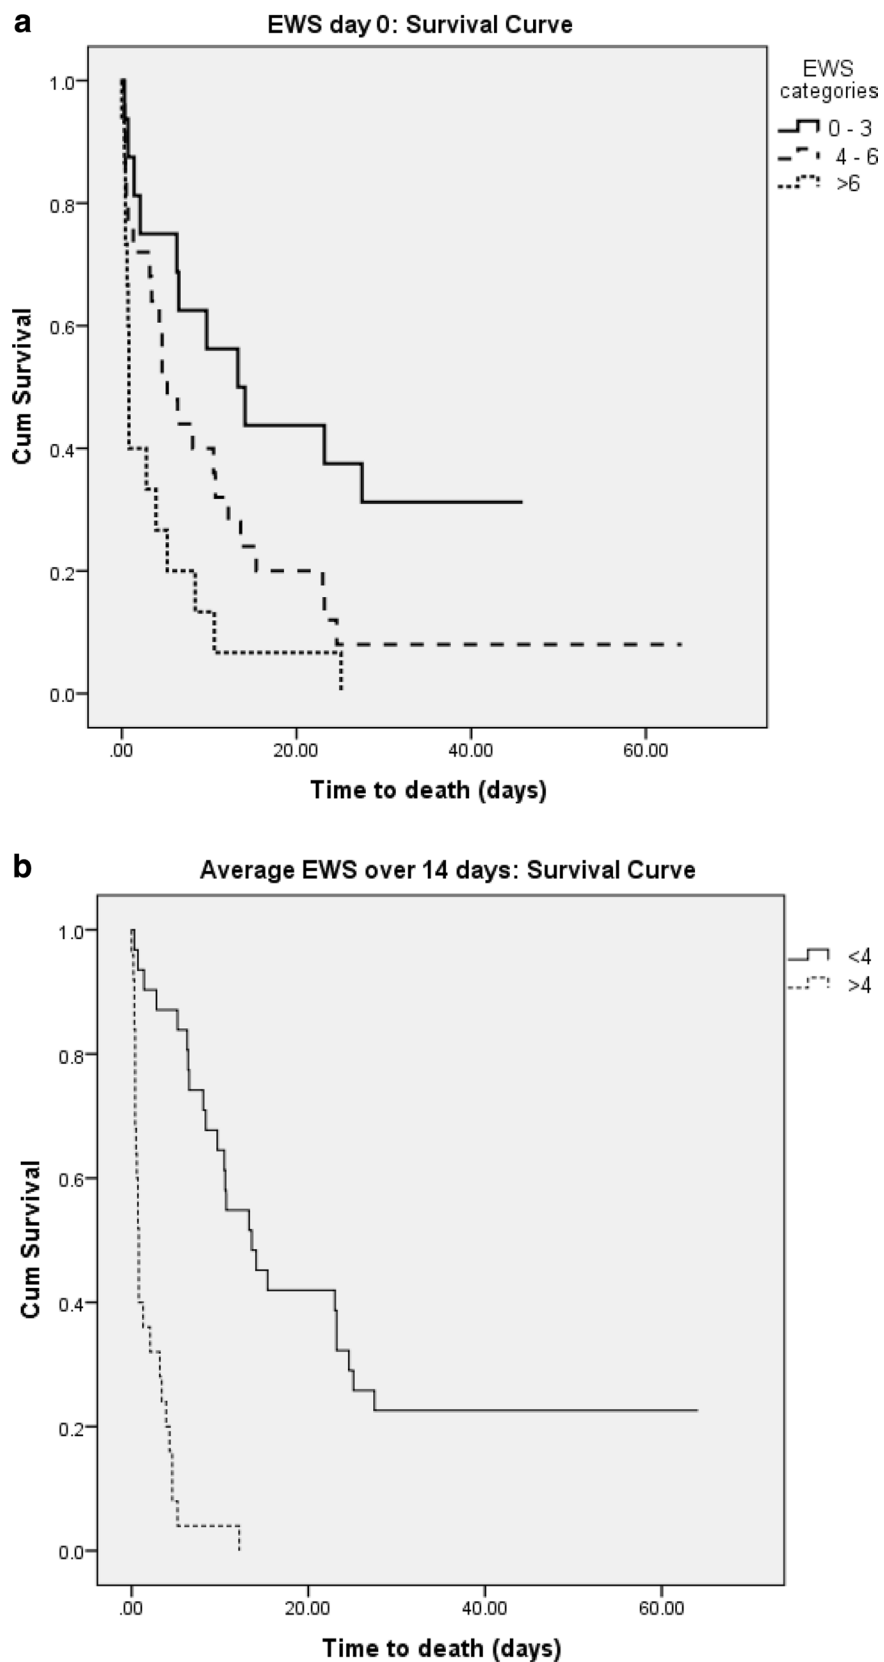 a
EWS day 0: Survival Curve
EWS
categories
0 - 3
4 - 6
>6
1.0
0.8
0.6
0.4
0.2
0.0
Cum Survival
.00 20.00 40.00 60.00
Time to death (days)
b
Average EWS over 14 days: Survival Curve
<4
>4
1.0
0.8
0.6
0.4
0.2
0.0
Cum Survival
.00 20.00 40.00 60.00
Time to death (days)